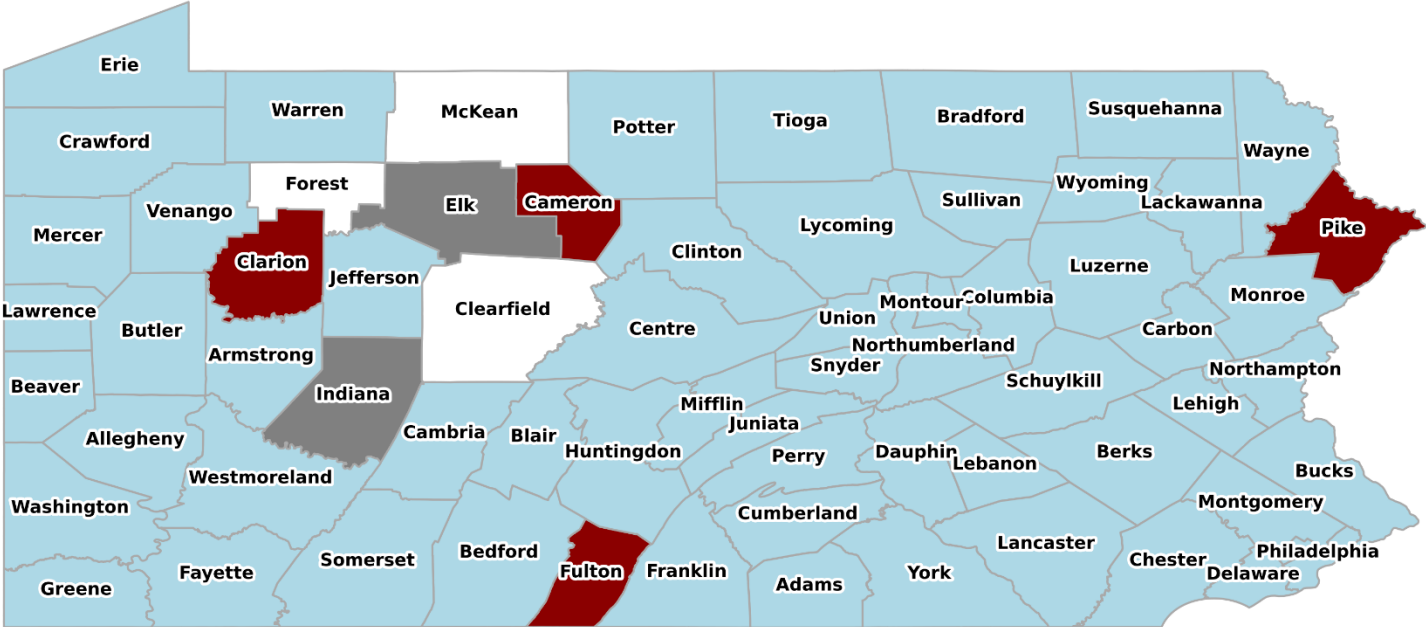 Erie
Warren
McKean
Potter
Tioga
Bradford
Susquehanna
Crawford
Wayne
Forest
Elk
Cameron
Wyoming
Lackawanna
Sullivan
Venango
Mercer
Lycoming
Pike
Clinton
Clarion
Jefferson
Luzerne
Monroe
Lawrence
Clearfield
Montour
Columbia
Butler
Centre
Union
Carbon
Northumberland
Armstrong
Snyder
Northampton
Beaver
Schuylkill
Indiana
Mifflin
Lehigh
Juniata
Allegheny
Cambria
Blair
Huntingdon
Perry
Dauphin
Lebanon
Berks
Bucks
Westmoreland
Washington
Cumberland
Montgomery
Lancaster
Bedford
Philadelphia
Somerset
Chester
Fayette
Fulton
Franklin
York
Delaware
Greene
Adams